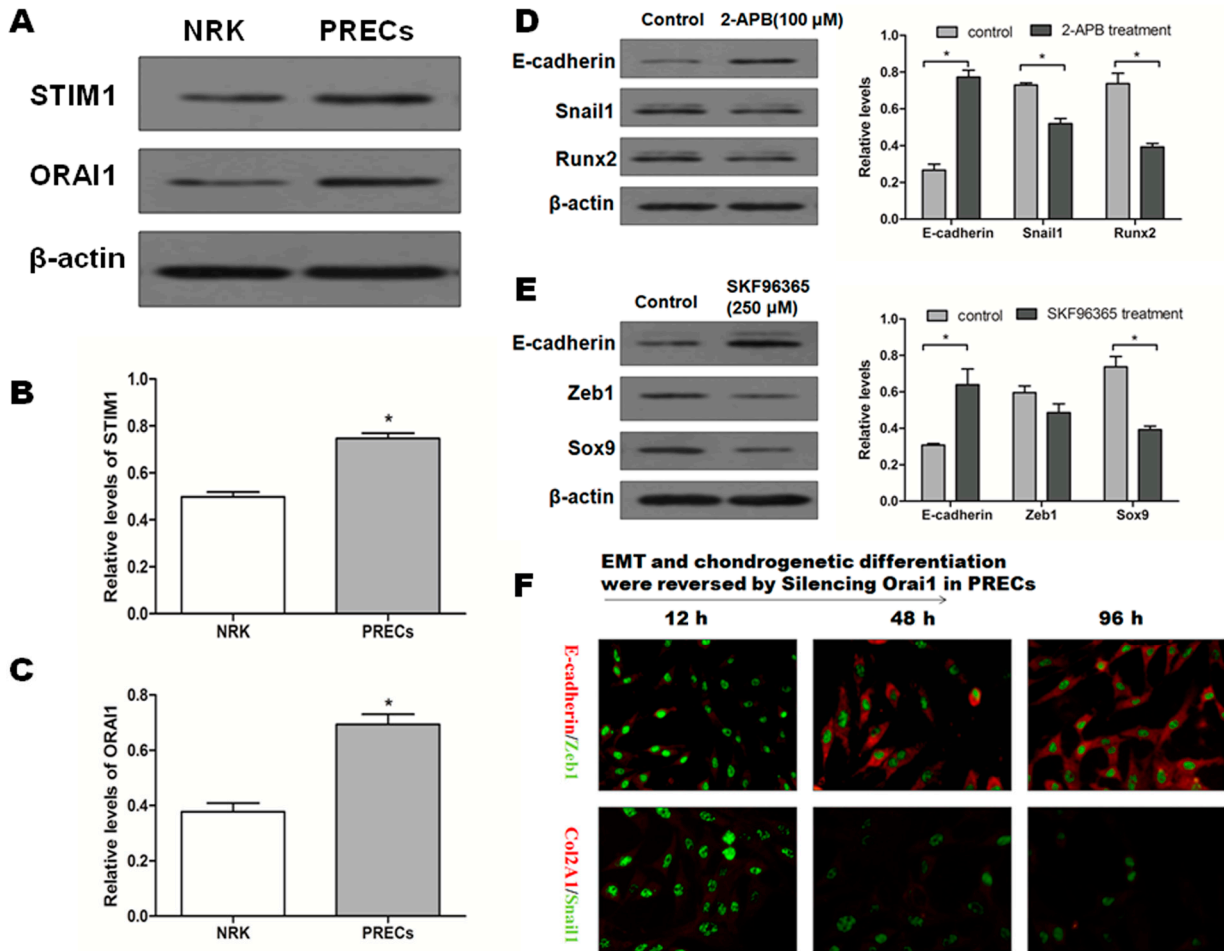 A
NRK PRECs
STIM1
ORAI1
β-actin
B
Relative levels of STIM1
1.0
0.8
0.6
0.4
0.2
0.0
*
NRK PRECs
C
Relative levels of ORAI1
0.8
0.6
0.4
0.2
0.0
*
NRK PRECs
D
Control 2-APB(100 µM)
E-cadherin
Snail1
Runx2
β-actin
control 2-APB treatment
Relative levels
1.0
0.8
0.6
0.4
0.2
0.0
* * *
E-cadherin Snail1 Runx2
E
Control SKF96365
(250 µM)
E-cadherin
Zeb1
Sox9
β-actin
control SKF96365 treatment
Relative levels
1.0
0.8
0.6
0.4
0.2
0.0
* *
E-cadherin Zeb1 Sox9
F
EMT and chondrogenetic differentiation
were reversed by Silencing Orai1 in PRECs
12 h 48 h 96 h
E-cadherin/Zeb1
Col2A1/Snail1